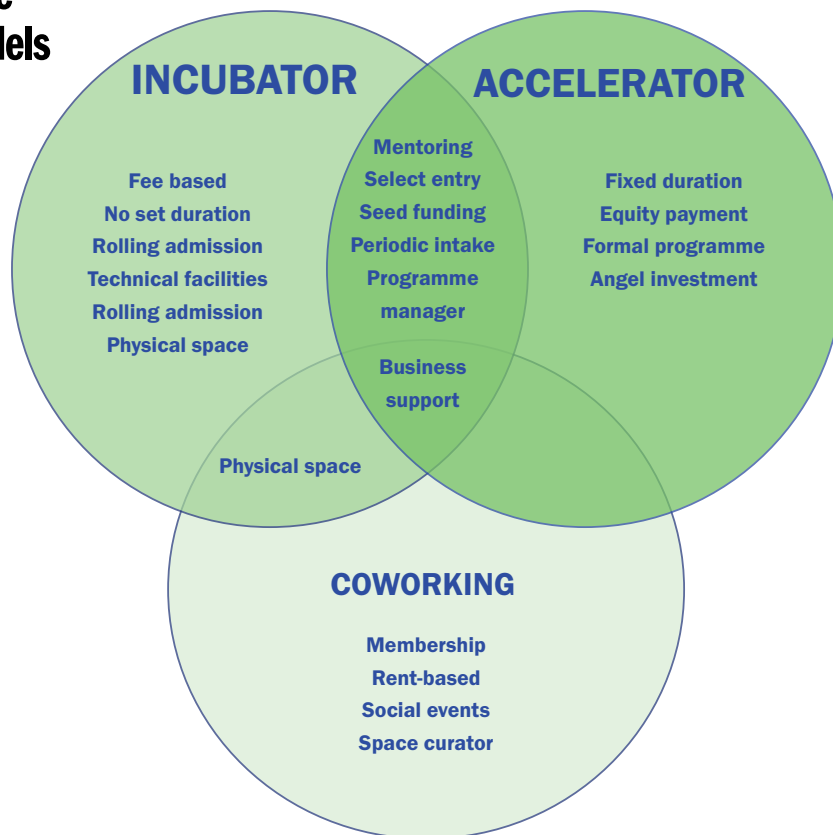 dels
INCUBATOR
Fee based
No set duration
Rolling admission
Technical facilities
Rolling admission
Physical space
Mentoring
Select entry
Seed funding
Periodic intake
Programme
manager
Business
support
ACCELERATOR
Fixed duration
Equity payment
Formal programme
Angel investment
Physical space
COWORKING
Membership
Rent-based
Social events
Space curator